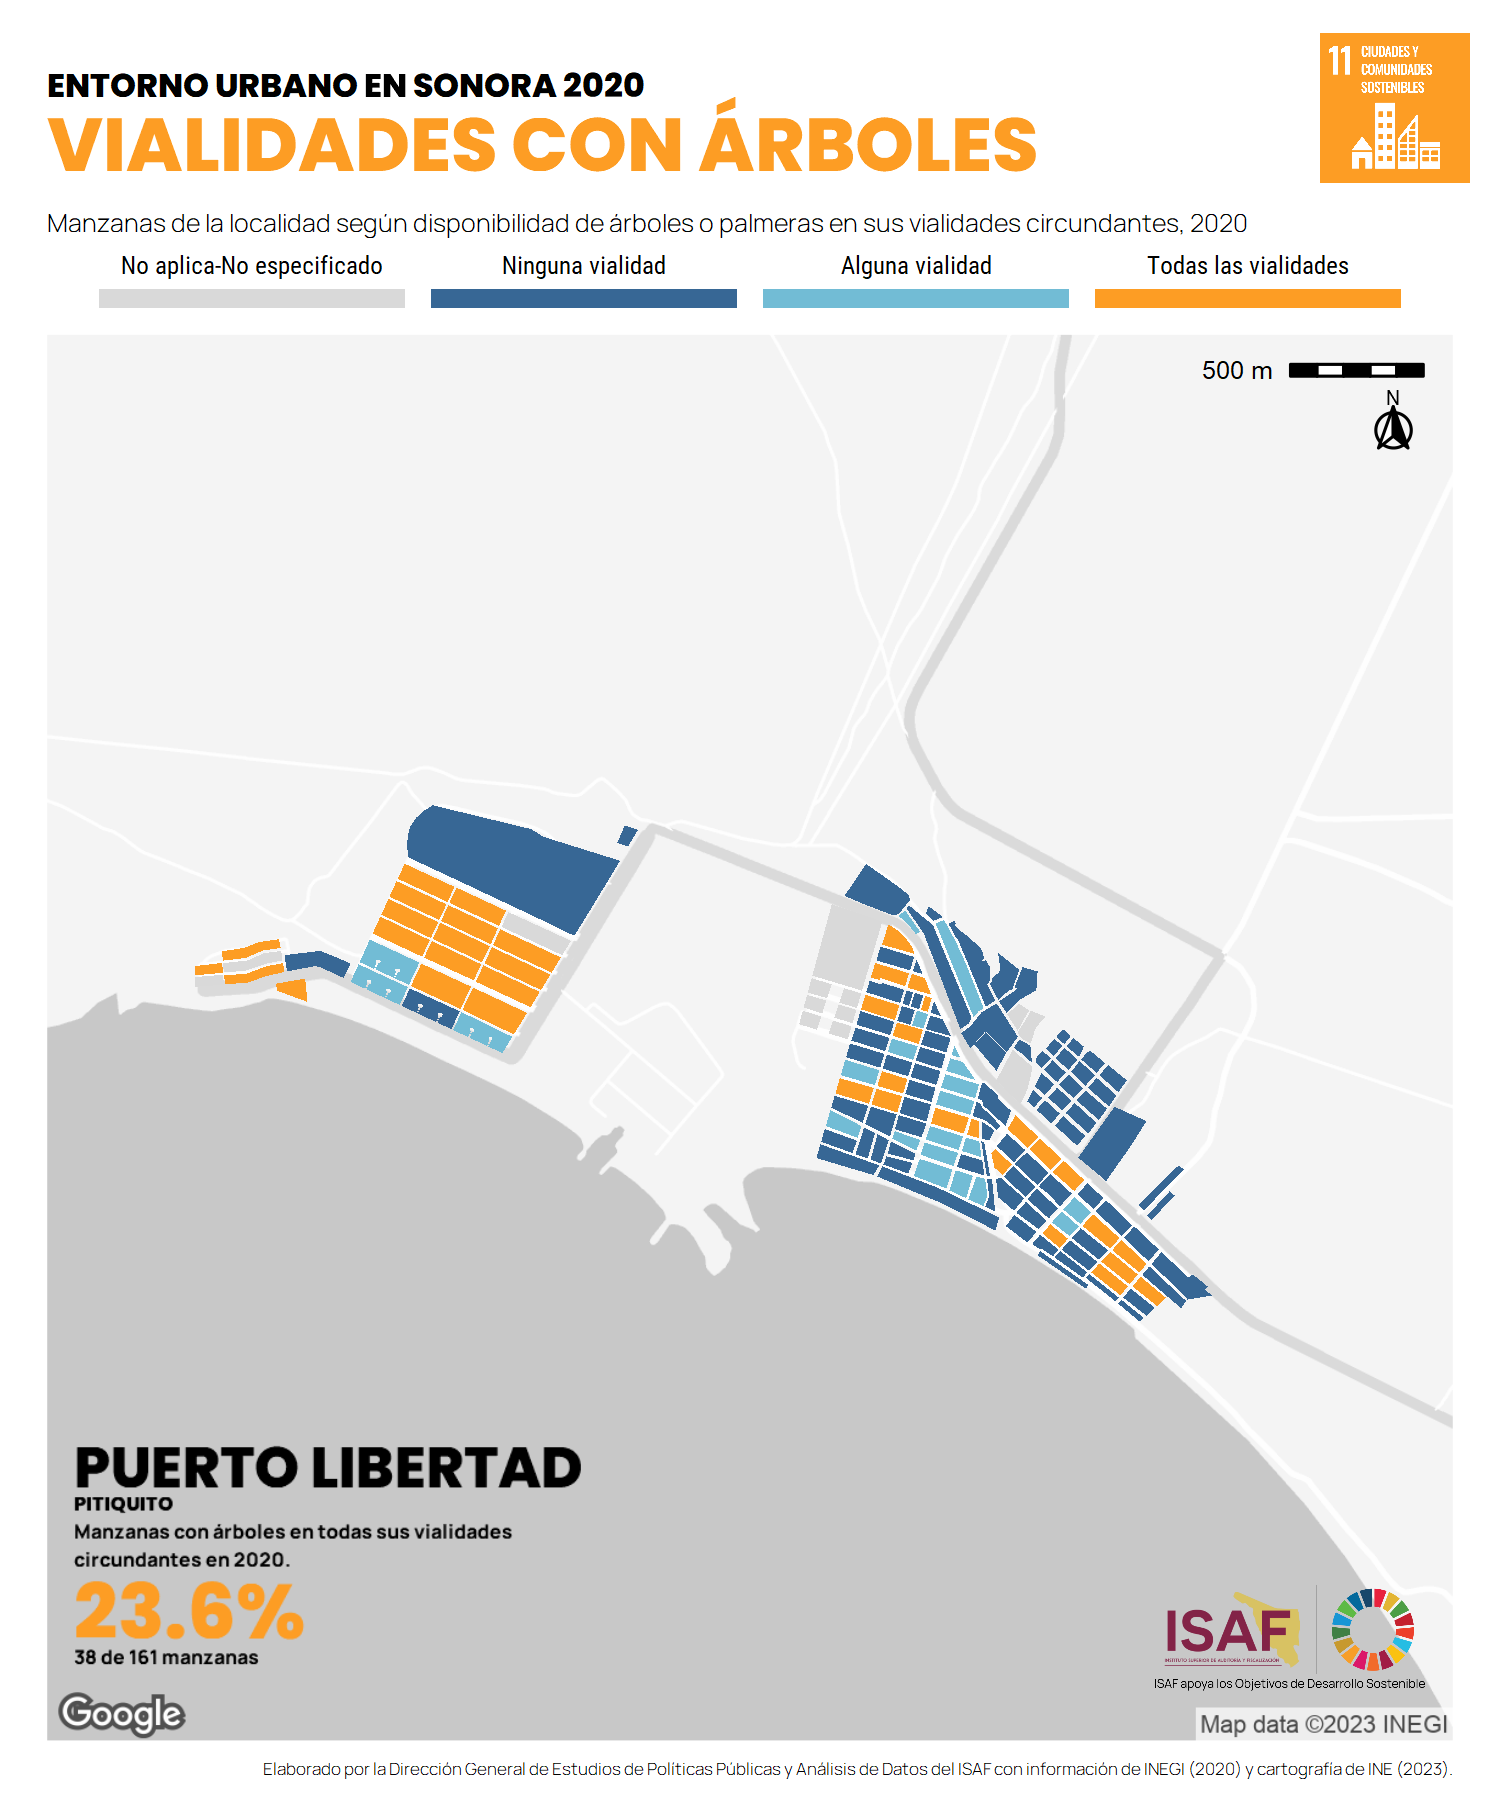 ENTORNO URBANO EN SONORA 2020
VIALIDADES CON ÁRBOLES
11 CIUDADES Y
COMUNIDADES
SOSTENIBLES
Manzanas de la localidad según disponibilidad de árboles o palmeras en sus vialidades circundantes, 2020
No aplica-No especificado
Ninguna vialidad
Alguna vialidad
Todas las vialidades
500 m
N
PUERTO LIBERTAD
PITIQUITO
Manzanas con árboles en todas sus vialidades
circundantes en 2020.
23.6%
38 de 161 manzanas
ISAF
INSTITUTO SUPERIOR DE AUDITORÍA Y FISCALIZACIÓN
ISAF apoya los Objetivos de Desarrollo Sostenible
Google
Map data ©2023 INEGI
Elaborado por la Dirección General de Estudios de Políticas Públicas y Análisis de Datos del ISAF con información de INEGI (2020) y cartografía de INE (2023).